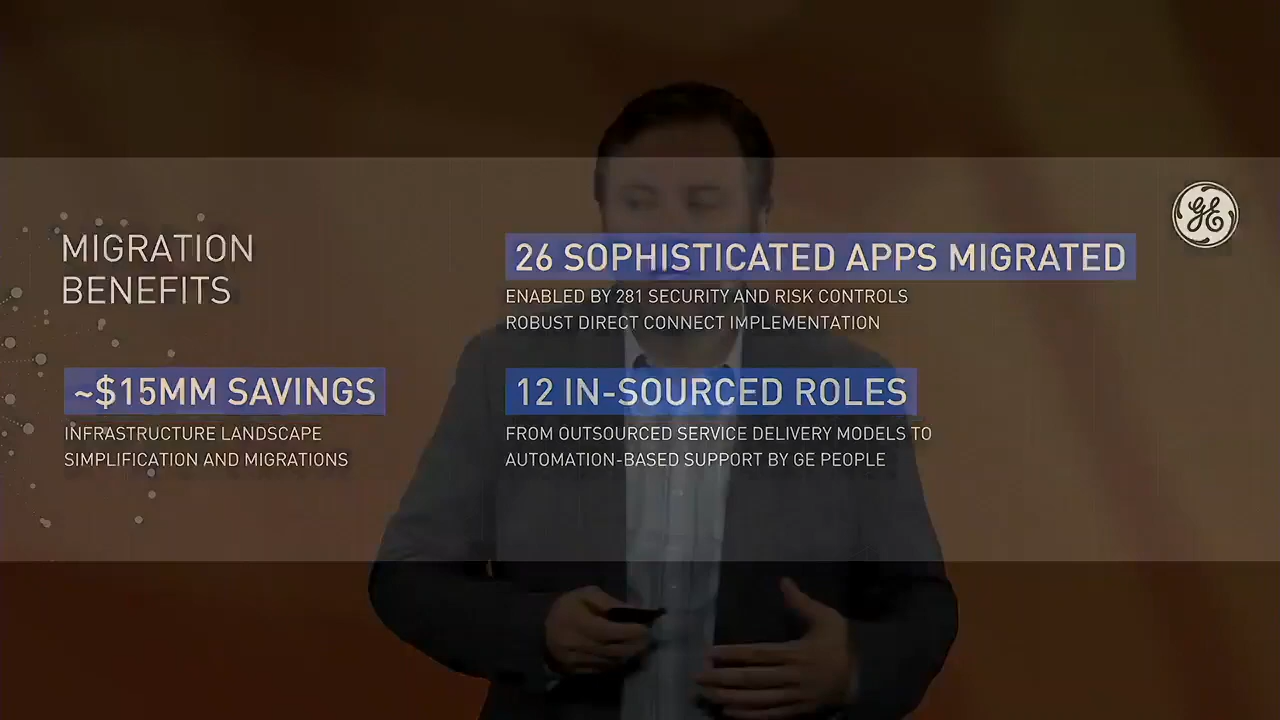 MIGRATION
BENEFITS
~$15MM SAVINGS
INFRASTRUCTURE LANDSCAPE
SIMPLIFICATION AND MIGRATIONS
26 SOPHISTICATED APPS MIGRATED
ENABLED BY 281 SECURITY AND RISK CONTROLS
ROBUST DIRECT CONNECT IMPLEMENTATION
12 IN-SOURCED ROLES
FROM OUTSOURCED SERVICE DELIVERY MODELS TO
AUTOMATION-BASED SUPPORT BY GE PEOPLE
GE